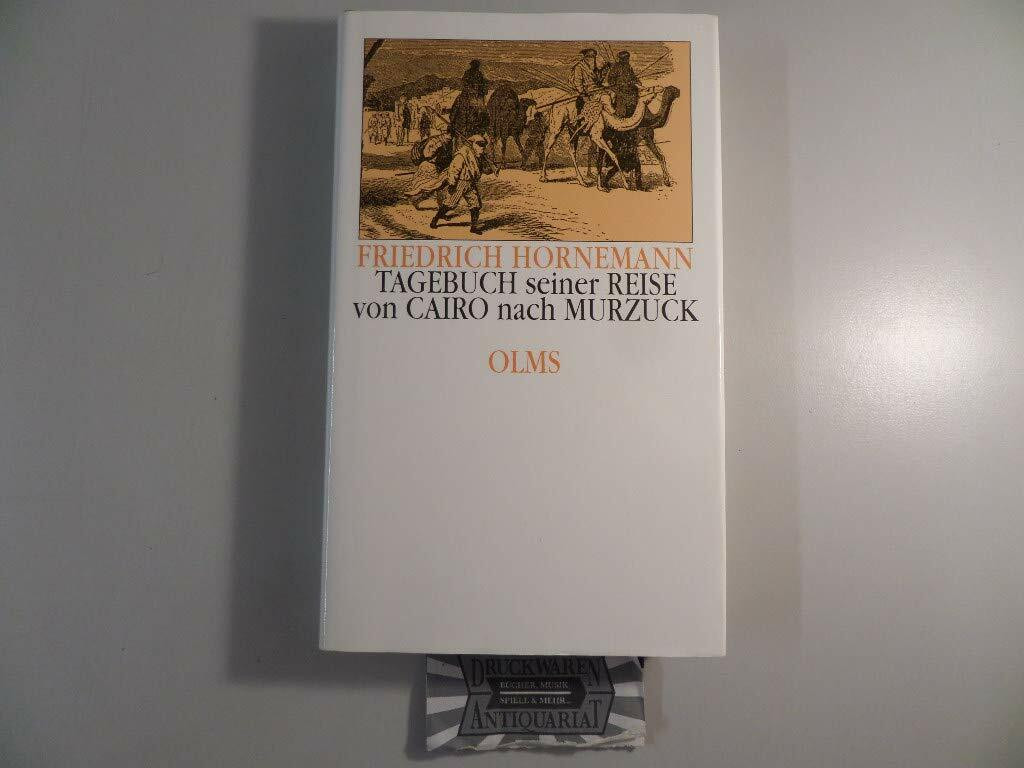 FRIEDRICH HORNEMANN
TAGEBUCH seiner REISE
von CAIRO nach MURZUCK
OLMS
DRUCKWAREN
BÜCHER, MUSIK
SPIELE & MEHR...
ANTIQUARIAT